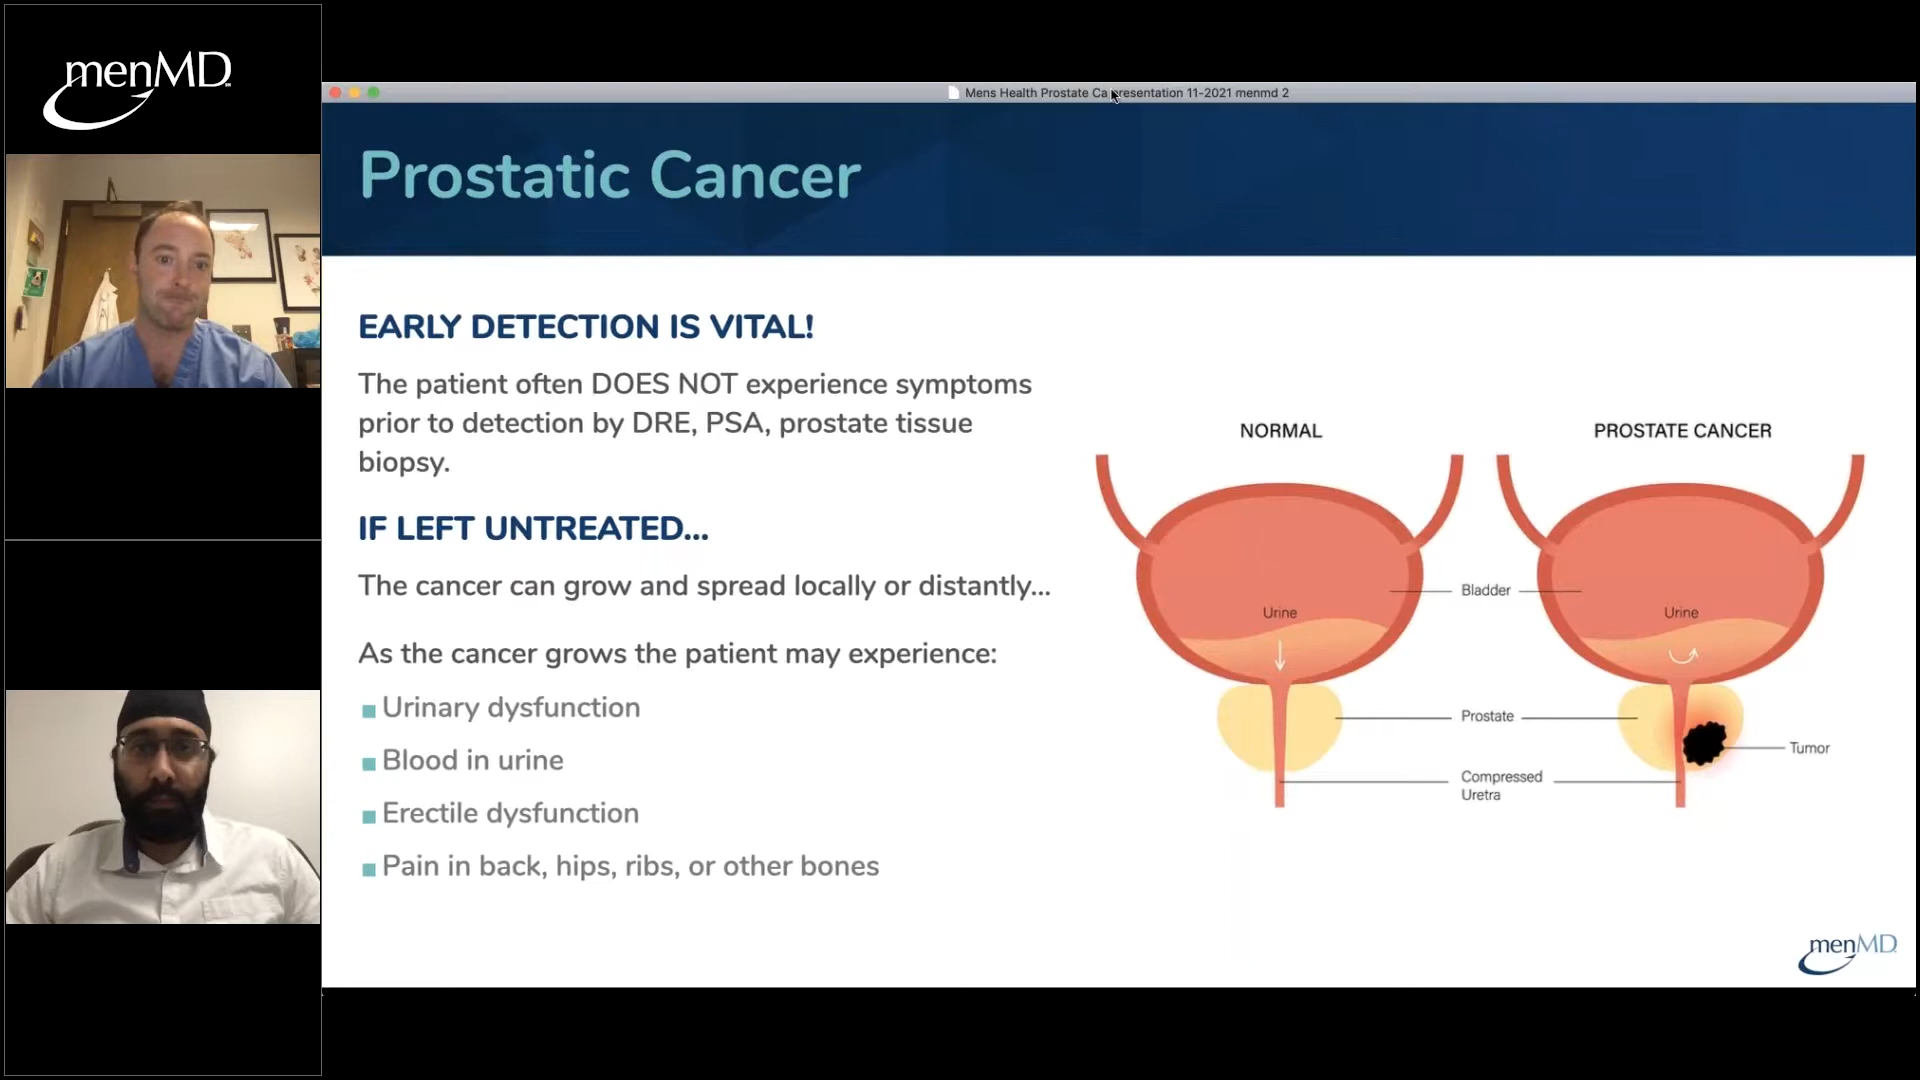 menMD
Mens Health Prostate Ca presentation 11-2021 menmd 2
Prostatic Cancer
EARLY DETECTION IS VITAL!
The patient often DOES NOT experience symptoms
prior to detection by DRE, PSA, prostate tissue
biopsy.
IF LEFT UNTREATED...
The cancer can grow and spread locally or distantly...
As the cancer grows the patient may experience:
Urinary dysfunction
Blood in urine
Erectile dysfunction
Pain in back, hips, ribs, or other bones
NORMAL
PROSTATE CANCER
Bladder
Urine
Urine
Prostate
Tumor
Compressed
Uretra
menMD